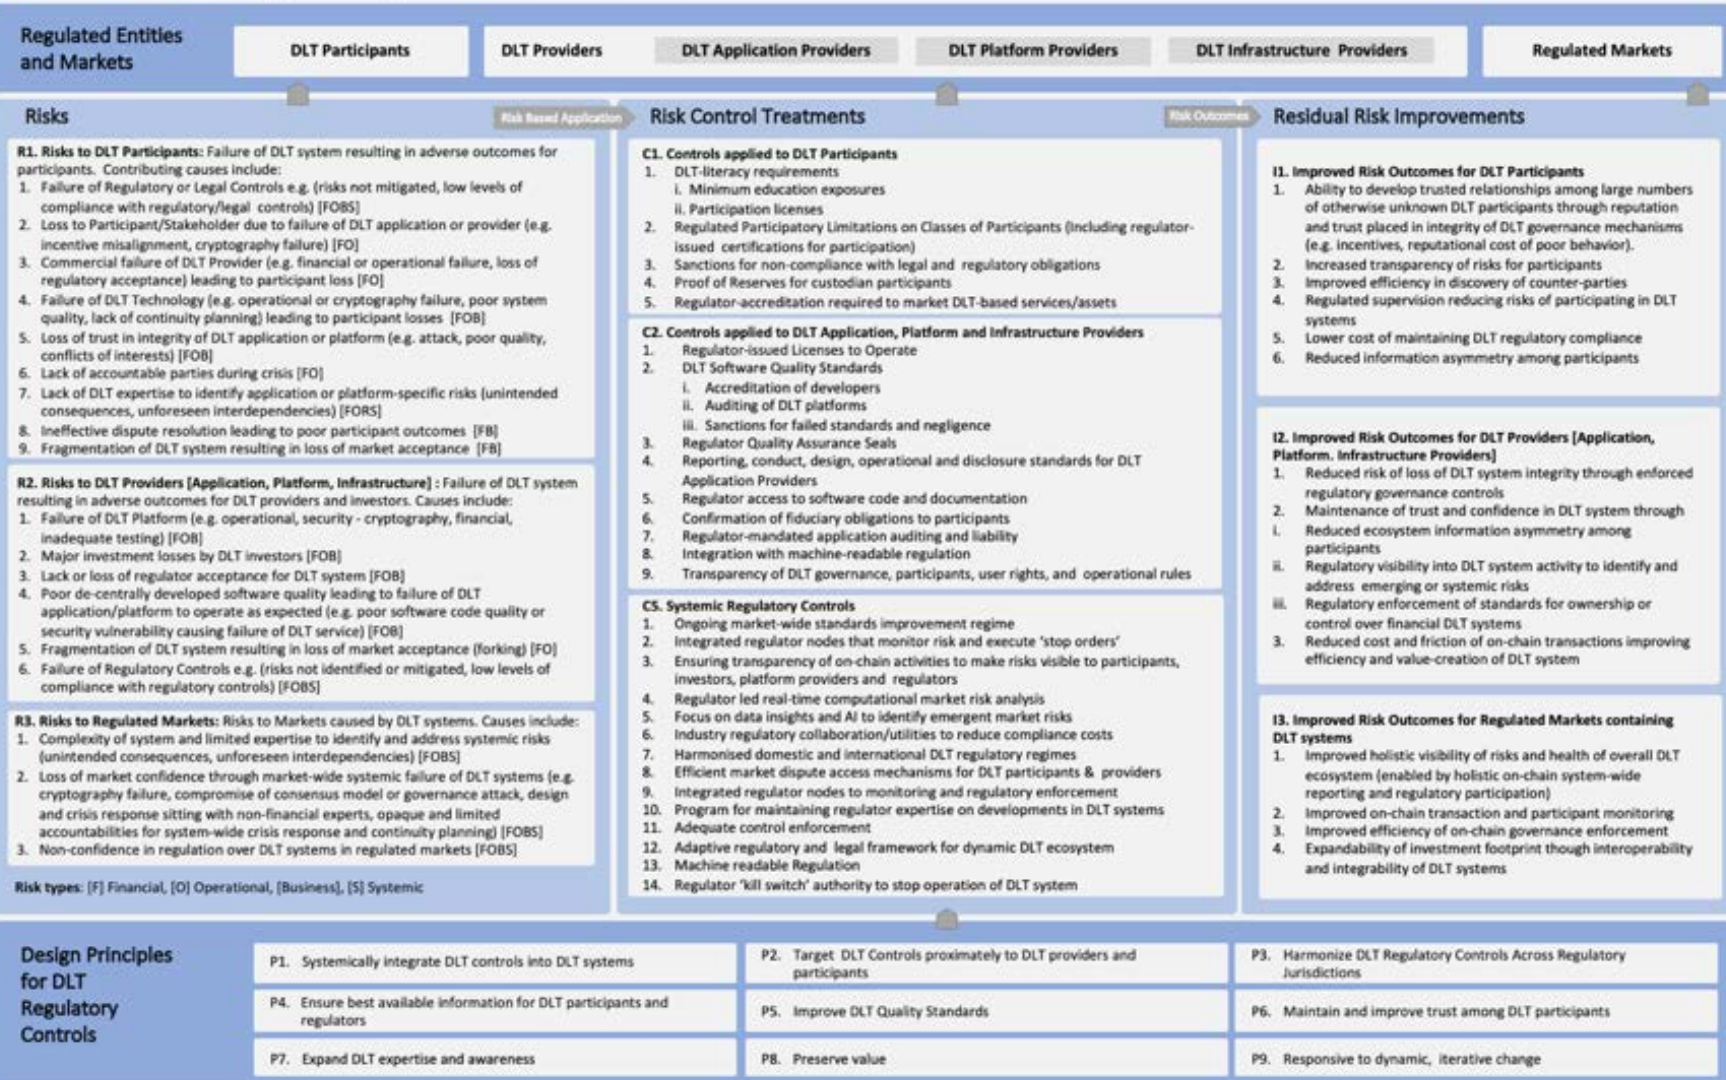 Regulated Entities
and Markets
DLT Participants
DLT Providers
DLT Application Providers
DLT Platform Providers
DLT Infrastructure Providers
Regulated Markets
Risks
Risk Based Application
Risk Control Treatments
Risk Outcomes
Residual Risk Improvements
R1. Risks to DLT Participants: Failure of DLT system resulting in adverse outcomes for
participants. Contributing causes include:
1. Failure of Regulatory or Legal Controls e.g. (risks not mitigated, low levels of
compliance with regulatory/legal controls) [FOBS]
2. Loss to Participant/Stakeholder due to failure of DLT application or provider (e.g.
incentive misalignment, cryptography failure) [FO]
3. Commercial failure of DLT Provider (e.g. financial or operational failure, loss of
regulatory acceptance) leading to participant loss [FO]
4. Failure of DLT Technology (e.g. operational or cryptography failure, poor system
quality, lack of continuity planning) leading to participant losses [FOB]
5. Loss of trust in integrity of DLT application or platform (e.g. attack, poor quality,
conflicts of interests) [FOB]
6. Lack of accountable parties during crisis [FO]
7. Lack of DLT expertise to identify application or platform-specific risks (unintended
consequences, unforeseen interdependencies) [FORS]
8. Ineffective dispute resolution leading to poor participant outcomes [FB]
9. Fragmentation of DLT system resulting in loss of market acceptance [FB]
R2. Risks to DLT Providers [Application, Platform, Infrastructure] : Failure of DLT system
resulting in adverse outcomes for DLT providers and investors. Causes include:
1. Failure of DLT Platform (e.g. operational, security - cryptography, financial,
inadequate testing) [FOB]
2. Major investment losses by DLT investors [FOB]
3. Lack or loss of regulator acceptance for DLT system [FOB]
4. Poor de-centrally developed software quality leading to failure of DLT
application/platform to operate as expected (e.g. poor software code quality or
security vulnerability causing failure of DLT service) [FOB]
5. Fragmentation of DLT system resulting in loss of market acceptance (forking) [FO]
6. Failure of Regulatory Controls e.g. (risks not identified or mitigated, low levels of
compliance with regulatory controls) [FOBS]
R3. Risks to Regulated Markets: Risks to Markets caused by DLT systems. Causes include:
1. Complexity of system and limited expertise to identify and address systemic risks
(unintended consequences, unforeseen interdependencies) [FOBS]
2. Loss of market confidence through market-wide systemic failure of DLT systems (e.g.
cryptography failure, compromise of consensus model or governance attack, design
and crisis response sitting with non-financial experts, opaque and limited
accountabilities for system-wide crisis response and continuity planning) [FOBS]
3. Non-confidence in regulation over DLT systems in regulated markets [FOBS]
Risk types: [F] Financial, [O] Operational, [Business], [S] Systemic
C1. Controls applied to DLT Participants
1. DLT-literacy requirements
i. Minimum education exposures
ii. Participation licenses
2. Regulated Participatory Limitations on Classes of Participants (Including regulator-
issued certifications for participation)
3. Sanctions for non-compliance with legal and regulatory obligations
4. Proof of Reserves for custodian participants
5. Regulator-accreditation required to market DLT-based services/assets
C2. Controls applied to DLT Application, Platform and Infrastructure Providers
1. Regulator-issued Licenses to Operate
2. DLT Software Quality Standards
i. Accreditation of developers
ii. Auditing of DLT platforms
iii. Sanctions for failed standards and negligence
3. Regulator Quality Assurance Seals
4. Reporting, conduct, design, operational and disclosure standards for DLT
Application Providers
5. Regulator access to software code and documentation
6. Confirmation of fiduciary obligations to participants
7. Regulator-mandated application auditing and liability
8. Integration with machine-readable regulation
9. Transparency of DLT governance, participants, user rights, and operational rules
C5. Systemic Regulatory Controls
1. Ongoing market-wide standards improvement regime
2. Integrated regulator nodes that monitor risk and execute 'stop orders'
3. Ensuring transparency of on-chain activities to make risks visible to participants,
investors, platform providers and regulators
4. Regulator led real-time computational market risk analysis
5. Focus on data insights and AI to identify emergent market risks
6. Industry regulatory collaboration/utilities to reduce compliance costs
7. Harmonised domestic and international DLT regulatory regimes
8. Efficient market dispute access mechanisms for DLT participants & providers
9. Integrated regulator nodes to monitoring and regulatory enforcement
10. Program for maintaining regulator expertise on developments in DLT systems
11. Adequate control enforcement
12. Adaptive regulatory and legal framework for dynamic DLT ecosystem
13. Machine readable Regulation
14. Regulator 'kill switch' authority to stop operation of DLT system
I1. Improved Risk Outcomes for DLT Participants
1. Ability to develop trusted relationships among large numbers
of otherwise unknown DLT participants through reputation
and trust placed in integrity of DLT governance mechanisms
(e.g. incentives, reputational cost of poor behavior).
2. Increased transparency of risks for participants
3. Improved efficiency in discovery of counter-parties
4. Regulated supervision reducing risks of participating in DLT
systems
5. Lower cost of maintaining DLT regulatory compliance
6. Reduced information asymmetry among participants
I2. Improved Risk Outcomes for DLT Providers [Application,
Platform. Infrastructure Providers]
1. Reduced risk of loss of DLT system integrity through enforced
regulatory governance controls
2. Maintenance of trust and confidence in DLT system through
i. Reduced ecosystem information asymmetry among
participants
ii. Regulatory visibility into DLT system activity to identify and
address emerging or systemic risks
iii. Regulatory enforcement of standards for ownership or
control over financial DLT systems
3. Reduced cost and friction of on-chain transactions improving
efficiency and value-creation of DLT system
I3. Improved Risk Outcomes for Regulated Markets containing
DLT systems
1. Improved holistic visibility of risks and health of overall DLT
ecosystem (enabled by holistic on-chain system-wide
reporting and regulatory participation)
2. Improved on-chain transaction and participant monitoring
3. Improved efficiency of on-chain governance enforcement
4. Expandability of investment footprint though interoperability
and integrability of DLT systems
Design Principles
for DLT
Regulatory
Controls
P1. Systemically integrate DLT controls into DLT systems
P2. Target DLT Controls proximately to DLT providers and
participants
P3. Harmonize DLT Regulatory Controls Across Regulatory
Jurisdictions
P4. Ensure best available information for DLT participants and
regulators
P5. Improve DLT Quality Standards
P6. Maintain and improve trust among DLT participants
P7. Expand DLT expertise and awareness
P8. Preserve value
P9. Responsive to dynamic, iterative change